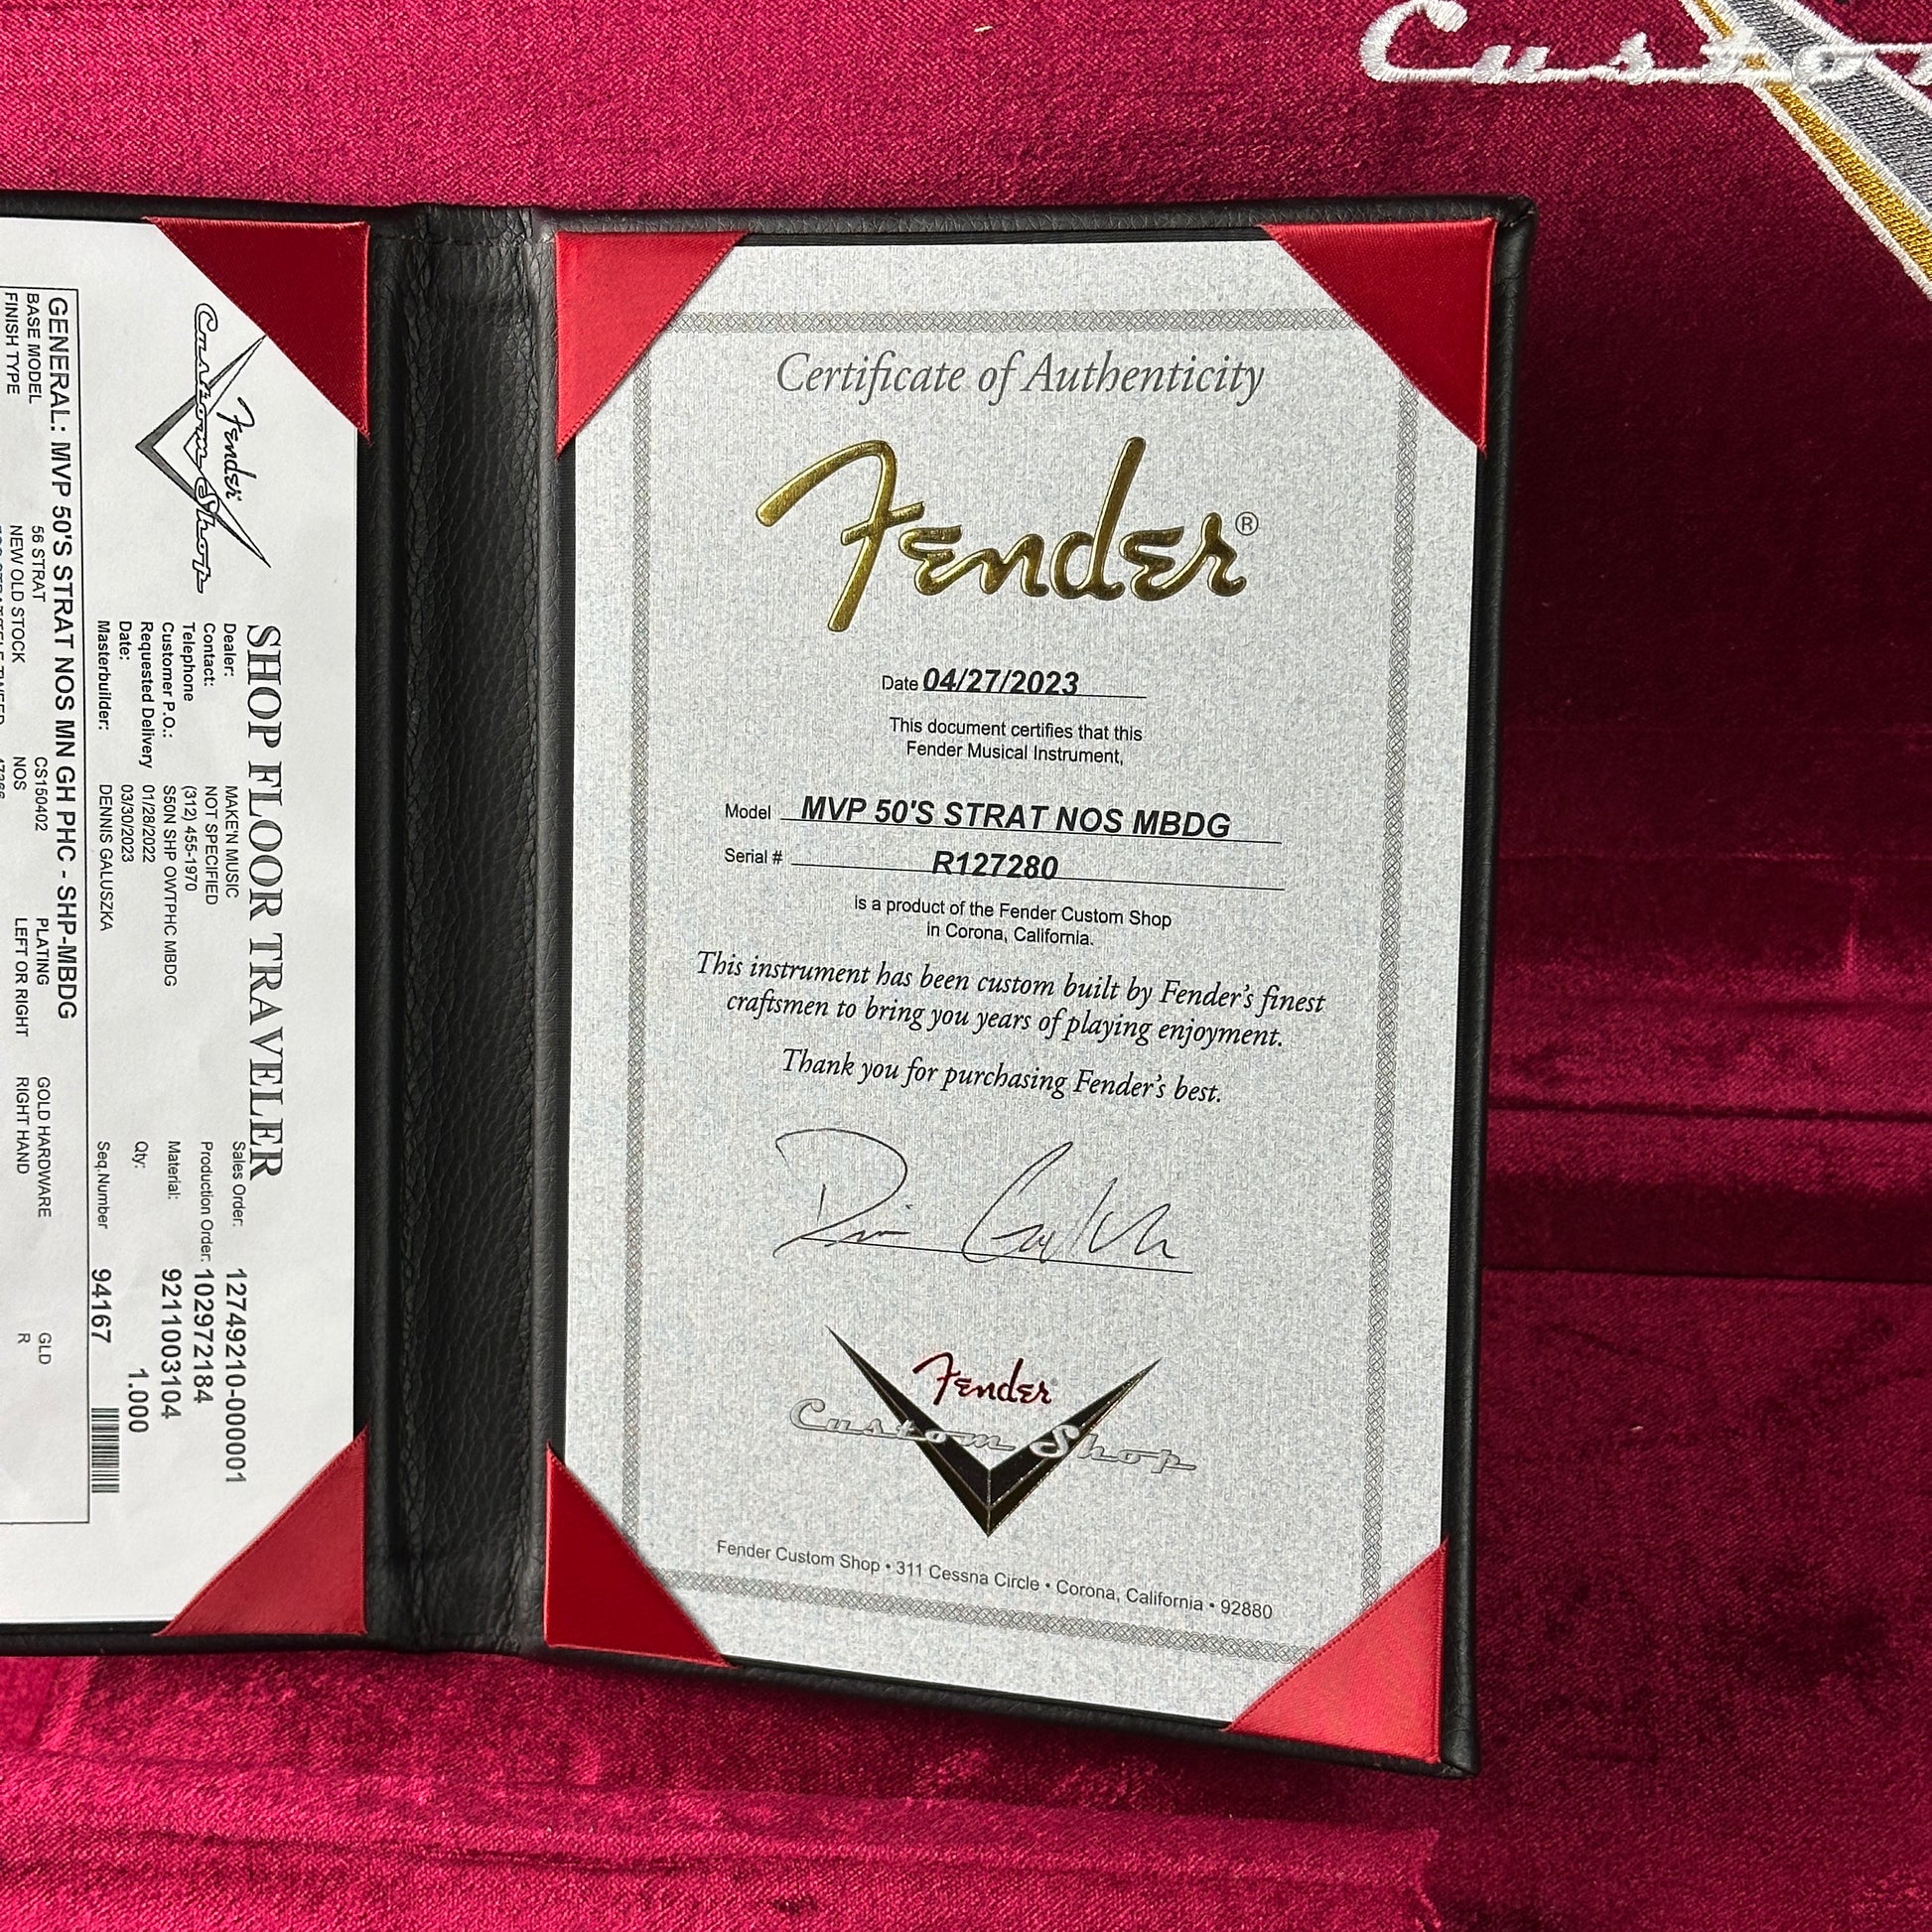 Custo
Fender
Custom Shop
SHOP FLOOR TRAVELER
Dealer: MAKE'N MUSIC
Contact: NOT SPECIFIED
Telephone (312) 455-1970
Customer P.O.: S50N SHP OWTPHC MBDG
Requested Delivery 01/28/2022
Date: 03/30/2023
Masterbuilder: DENNIS GALUSZKA
Sales Order: 12749210-000001
Production Order: 102972184
Material: 9211003104
Qty: 1.000
Seq.Number 94167
GENERAL: MVP 50'S STRAT NOS MN GH PHC - SHP-MBDG
BASE MODEL 56 STRAT CS150402 PLATING GOLD HARDWARE GLD
FINISH TYPE NEW OLD STOCK NOS LEFT OR RIGHT RIGHT HAND R
Certificate of Authenticity
Fender®
Date 04/27/2023
This document certifies that this
Fender Musical Instrument,
Model MVP 50'S STRAT NOS MBDG
Serial # R127280
is a product of the Fender Custom Shop
in Corona, California.
This instrument has been custom built by Fender's finest
craftsmen to bring you years of playing enjoyment.
Thank you for purchasing Fender's best.
Fender
Custom Shop
Fender Custom Shop • 311 Cessna Circle • Corona, California • 92880